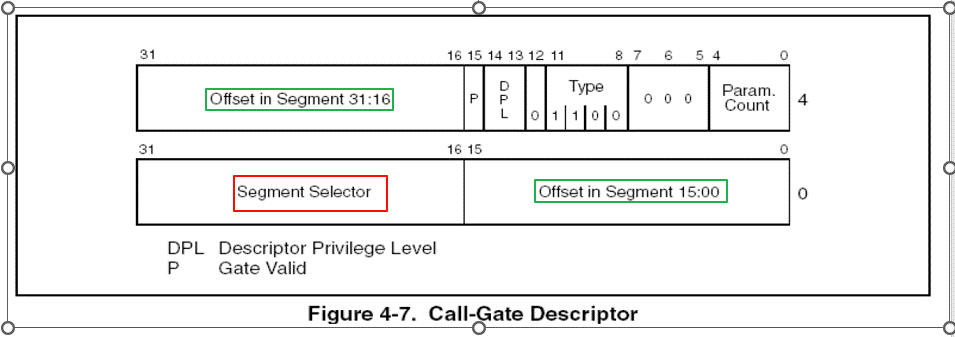 31 16 15 14 13 12 11 8 7 6 5 4 0
Offset in Segment 31:16 P D P L 0 Type 1 1 0 0 0 0 0 Param. Count 4
31 16 15 0
Segment Selector Offset in Segment 15:00 0
DPL Descriptor Privilege Level
P Gate Valid
Figure 4-7. Call-Gate Descriptor